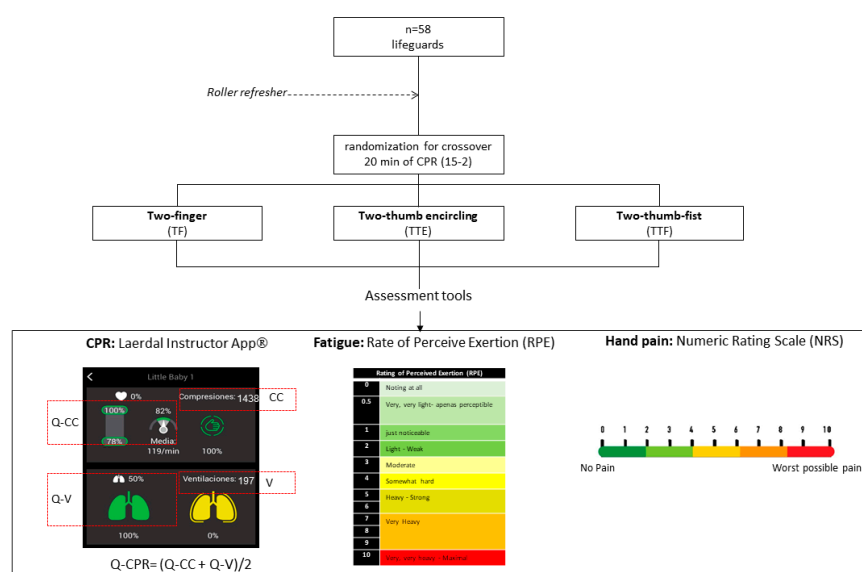 n=58
lifeguards
Roller refresher
randomization for crossover
20 min of CPR (15-2)
Two-finger
(TF)
Two-thumb encircling
(TTE)
Two-thumb-fist
(TTF)
Assessment tools
CPR: Laerdal Instructor App®
Little Baby 1
0%
Compresiones: 1438
CC
Q-CC
100%
82%
78%
Media:
119/min
100%
50%
Ventilaciones: 197
V
Q-V
100%
0%
Q-CPR= (Q-CC + Q-V)/2
Fatigue: Rate of Perceive Exertion (RPE)
Rating of Perceived Exertion (RPE)
0 Noting at all
0.5 Very, very light- apenas perceptible
1 just noticeable
2 Light - Weak
3 Moderate
4 Somewhat hard
5 Heavy - Strong
6
7 Very Heavy
8
9
10 Very, very heavy - Maximal
Hand pain: Numeric Rating Scale (NRS)
0 1 2 3 4 5 6 7 8 9 10
No Pain Worst possible pain